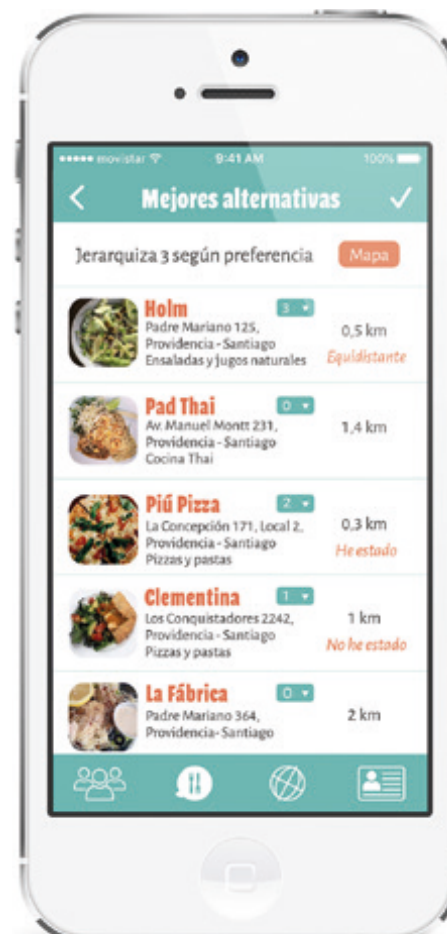 movistar 9:41 AM 100%
Mejores alternativas
Jerarquiza 3 según preferencia Mapa
Holm 3
Padre Mariano 125,
Providencia - Santiago
Ensaladas y jugos naturales
0,5 km
Equidistante
Pad Thai 0
Av. Manuel Montt 231,
Providencia - Santiago
Cocina Thai
1,4 km
Piú Pizza 2
La Concepción 171, Local 2,
Providencia - Santiago
Pizzas y pastas
0,3 km
He estado
Clementina 1
Los Conquistadores 2242,
Providencia - Santiago
Pizzas y pastas
1 km
No he estado
La Fábrica 0
Padre Mariano 364,
Providencia- Santiago
2 km